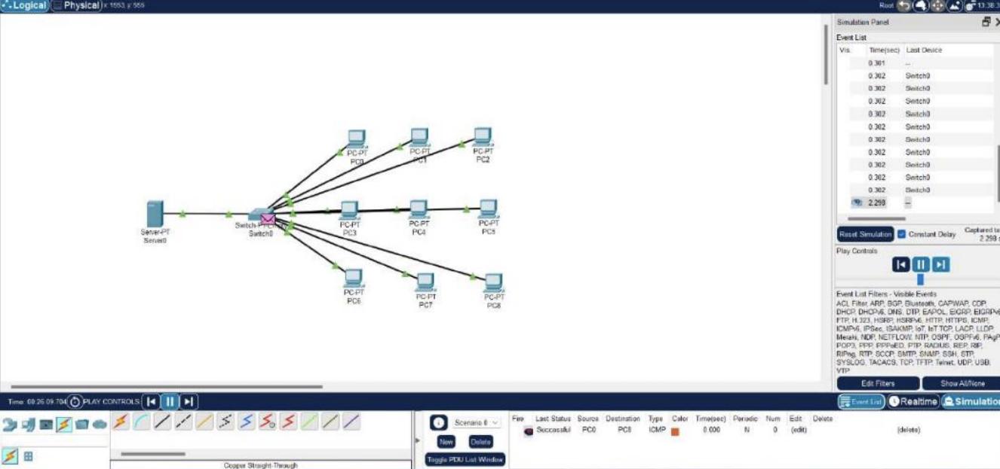 Logical Physical x: 1653, y: 555
Root 13:38:3
Simulation Panel
Event List
Vis. Time(sec) Last Device
0.301 --
0.302 Switch0
0.302 Switch0
0.302 Switch0
0.302 Switch0
0.302 Switch0
0.302 Switch0
0.302 Switch0
0.302 Switch0
0.302 Switch0
0.302 Switch0
2.298 --
Reset Simulation Constant Delay Captured to
2.298 s
Play Controls
Event List Filters - Visible Events
ACL Filter, ARP, BGP, Bluetooth, CAPWAP, CDP,
DHCP, DHCPv6, DNS, DTP, EAPOL, EIGRP, EIGRPv6
FTP, H.323, HSRP, HSRPv6, HTTP, HTTPS, ICMP,
ICMPv6, IPSec, ISAKMP, IoT, IoT TCP, LACP, LLDP,
Meraki, NDP, NETFLOW, NTP, OSPF, OSPFv6, PAgP
POP3, PPP, PPPoED, PTP, RADIUS, REP, RIP,
RIPng, RTP, SCCP, SMTP, SNMP, SSH, STP,
SYSLOG, TACACS, TCP, TFTP, Telnet, UDP, USB,
VTP
Edit Filters Show All/None
PC-PT
PC0
PC-PT
PC1
PC-PT
PC2
Server-PT
Server0
Switch0
PC-PT
PC3
PC-PT
PC4
PC-PT
PC5
PC-PT
PC6
PC-PT
PC7
PC-PT
PC8
Time: 00:26:09.704 PLAY CONTROLS:
Event List Realtime Simulation
Scenario 0
New Delete
Toggle PDU List Window
Fire Last Status Source Destination Type Color Time(sec) Periodic Num Edit Delete
Successful PC0 PC8 ICMP 0.000 N 0 (edit) (delete)
Copper Straight-Through